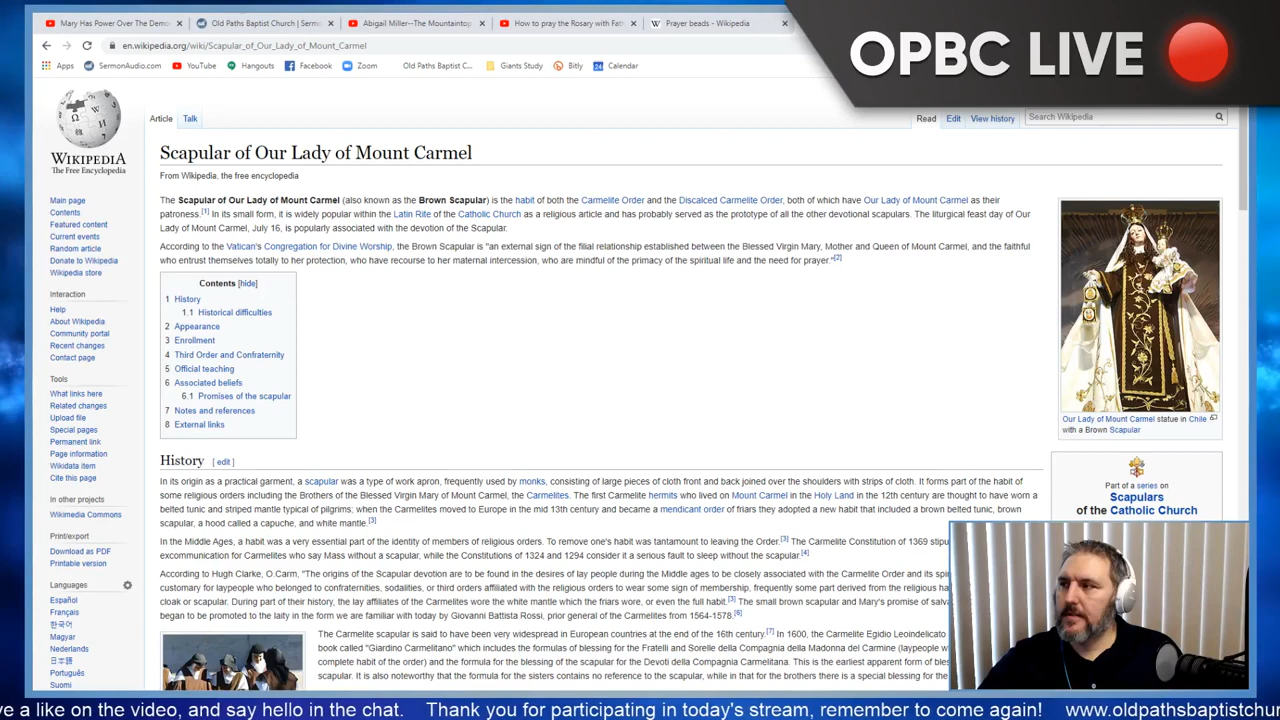 Mary Has Power Over The Demo
Old Paths Baptist Church | Serm
Abigail Miller--The Mountaintop
How to pray the Rosary with Fat
Prayer beads - Wikipedia
en.wikipedia.org/wiki/Scapular_of_Our_Lady_of_Mount_Carmel
Apps
SermonAudio.com
YouTube
Hangouts
Facebook
Zoom
Old Paths Baptist C...
Giants Study
Bitly
Calendar
OPBC LIVE
WIKIPEDIA
The Free Encyclopedia
Article
Talk
Read
Edit
View history
Search Wikipedia
Main page
Contents
Featured content
Current events
Random article
Donate to Wikipedia
Wikipedia store
Interaction
Help
About Wikipedia
Community portal
Recent changes
Contact page
Tools
What links here
Related changes
Upload file
Special pages
Permanent link
Page information
Wikidata item
Cite this page
In other projects
Wikimedia Commons
Print/export
Download as PDF
Printable version
Languages
Español
Français
한국어
Magyar
Nederlands
日本語
Português
Suomi
Scapular of Our Lady of Mount Carmel
From Wikipedia, the free encyclopedia
The Scapular of Our Lady of Mount Carmel (also known as the Brown Scapular) is the habit of both the Carmelite Order and the Discalced Carmelite Order, both of which have Our Lady of Mount Carmel as their
patroness.[1] In its small form, it is widely popular within the Latin Rite of the Catholic Church as a religious article and has probably served as the prototype of all the other devotional scapulars. The liturgical feast day of Our
Lady of Mount Carmel, July 16, is popularly associated with the devotion of the Scapular.
According to the Vatican's Congregation for Divine Worship, the Brown Scapular is "an external sign of the filial relationship established between the Blessed Virgin Mary, Mother and Queen of Mount Carmel, and the faithful
who entrust themselves totally to her protection, who have recourse to her maternal intercession, who are mindful of the primacy of the spiritual life and the need for prayer."[2]
Contents [hide]
1 History
1.1 Historical difficulties
2 Appearance
3 Enrollment
4 Third Order and Confraternity
5 Official teaching
6 Associated beliefs
6.1 Promises of the scapular
7 Notes and references
8 External links
Our Lady of Mount Carmel statue in Chile
with a Brown Scapular
Part of a series on
Scapulars
of the Catholic Church
History [ edit ]
In its origin as a practical garment, a scapular was a type of work apron, frequently used by monks, consisting of large pieces of cloth front and back joined over the shoulders with strips of cloth. It forms part of the habit of
some religious orders including the Brothers of the Blessed Virgin Mary of Mount Carmel, the Carmelites. The first Carmelite hermits who lived on Mount Carmel in the Holy Land in the 12th century are thought to have worn a
belted tunic and striped mantle typical of pilgrims; when the Carmelites moved to Europe in the mid 13th century and became a mendicant order of friars they adopted a new habit that included a brown belted tunic, brown
scapular, a hood called a capuche, and white mantle.[3]
In the Middle Ages, a habit was a very essential part of the identity of members of religious orders. To remove one's habit was tantamount to leaving the Order.[3] The Carmelite Constitution of 1369 stipu
excommunication for Carmelites who say Mass without a scapular, while the Constitutions of 1324 and 1294 consider it a serious fault to sleep without the scapular.[4]
According to Hugh Clarke, O.Carm, "The origins of the Scapular devotion are to be found in the desires of lay people during the Middle ages to be closely associated with the Carmelite Order and its spi
customary for laypeople who belonged to confraternities, sodalities, or third orders affiliated with the religious orders to wear some sign of membership, frequently some part derived from the religious ha
cloak or scapular. During part of their history, the lay affiliates of the Carmelites wore the white mantle which the friars wore, or even the full habit.[3] The small brown scapular and Mary's promise of salva
began to be promoted to the laity in the form we are familiar with today by Giovanni Battista Rossi, prior general of the Carmelites from 1564-1578.[6]
The Carmelite scapular is said to have been very widespread in European countries at the end of the 16th century.[7] In 1600, the Carmelite Egidio Leoindelicato
book called "Giardino Carmelitano" which includes the formulas of blessing for the Fratelli and Sorelle della Compagnia della Madonna del Carmine (laypeople w
complete habit of the order) and the formula for the blessing of the scapular for the Devoti della Compagnia Carmelitana. This is the earliest apparent form of bles
scapular. It is also noteworthy that the formula for the sisters contains no reference to the scapular, while in that for the brothers there is a special blessing for the
ve a like on the video, and say hello in the chat. Thank you for participating in today's stream, remember to come again! www.oldpathsbaptistchu